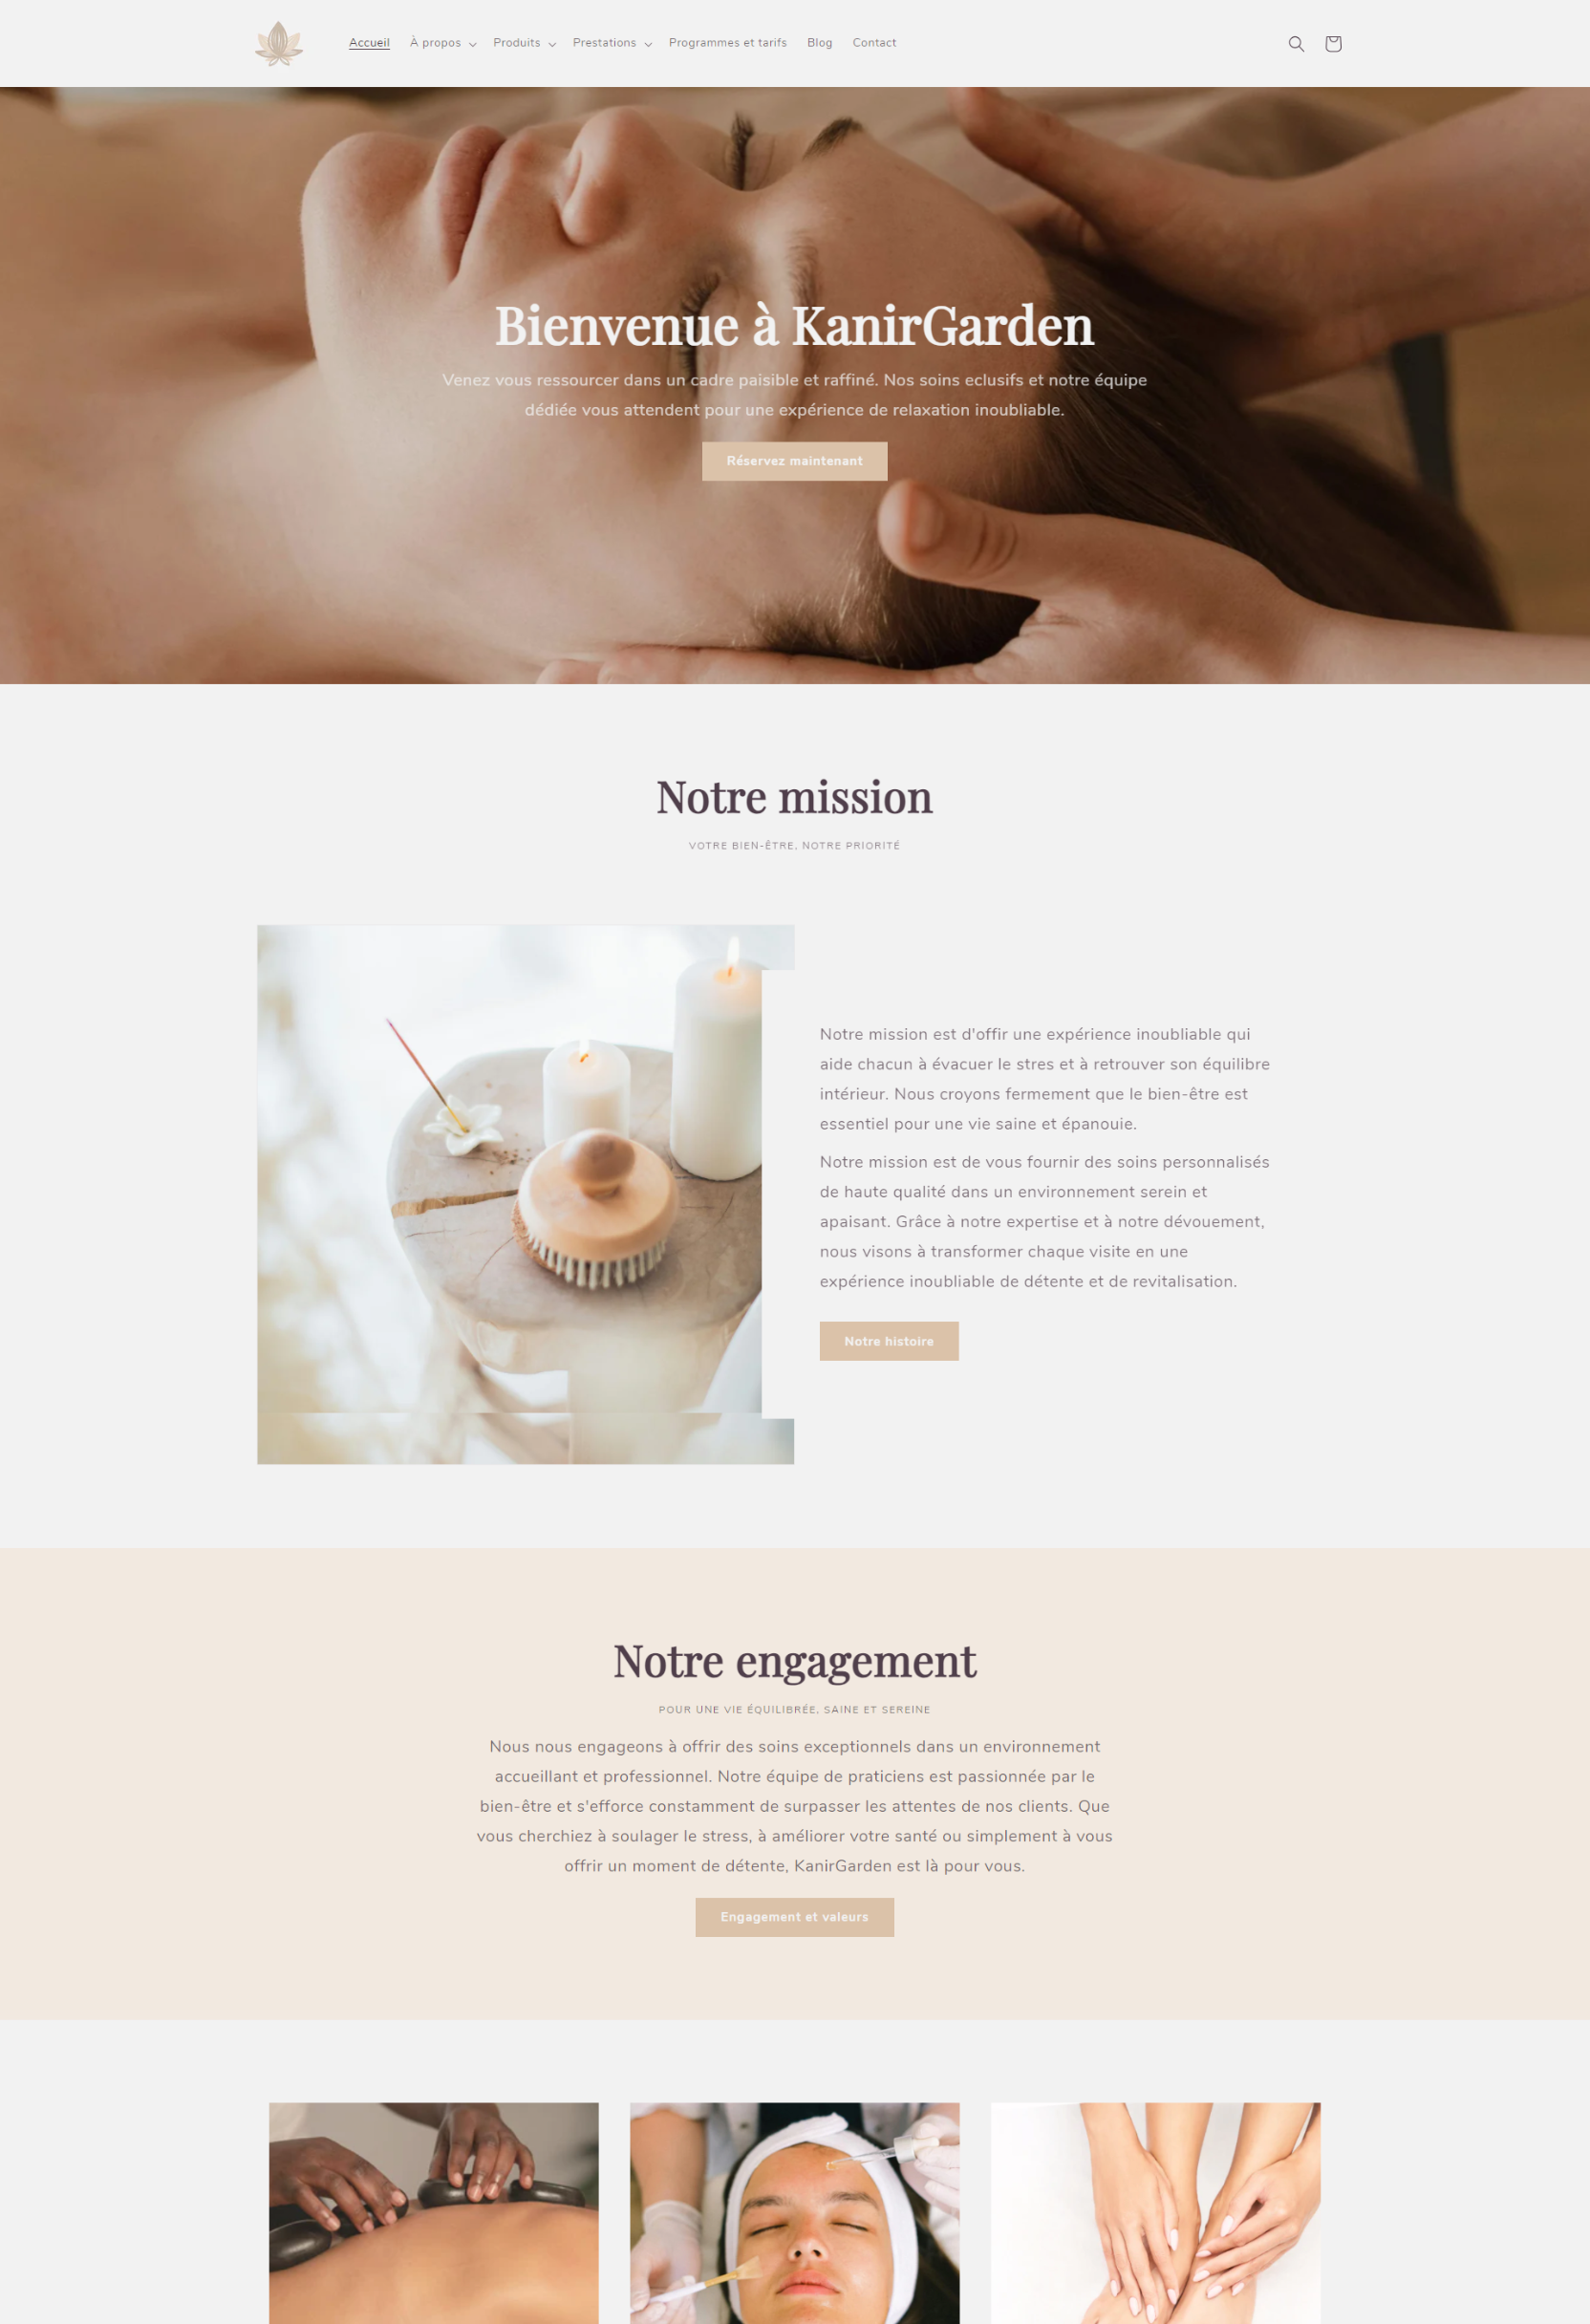 Accueil À propos Produits Prestations Programmes et tarifs Blog Contact
Bienvenue à KanirGarden
Venez vous ressourcer dans un cadre paisible et raffiné. Nos soins eclusifs et notre équipe
dédiée vous attendent pour une expérience de relaxation inoubliable.
Réservez maintenant
Notre mission
VOTRE BIEN-ÊTRE, NOTRE PRIORITÉ
Notre mission est d'offir une expérience inoubliable qui
aide chacun à évacuer le stres et à retrouver son équilibre
intérieur. Nous croyons fermement que le bien-être est
essentiel pour une vie saine et épanouie.
Notre mission est de vous fournir des soins personnalisés
de haute qualité dans un environnement serein et
apaisant. Grâce à notre expertise et à notre dévouement,
nous visons à transformer chaque visite en une
expérience inoubliable de détente et de revitalisation.
Notre histoire
Notre engagement
POUR UNE VIE ÉQUILIBRÉE, SAINE ET SEREINE
Nous nous engageons à offrir des soins exceptionnels dans un environnement
accueillant et professionnel. Notre équipe de praticiens est passionnée par le
bien-être et s'efforce constamment de surpasser les attentes de nos clients. Que
vous cherchiez à soulager le stress, à améliorer votre santé ou simplement à vous
offrir un moment de détente, KanirGarden est là pour vous.
Engagement et valeurs